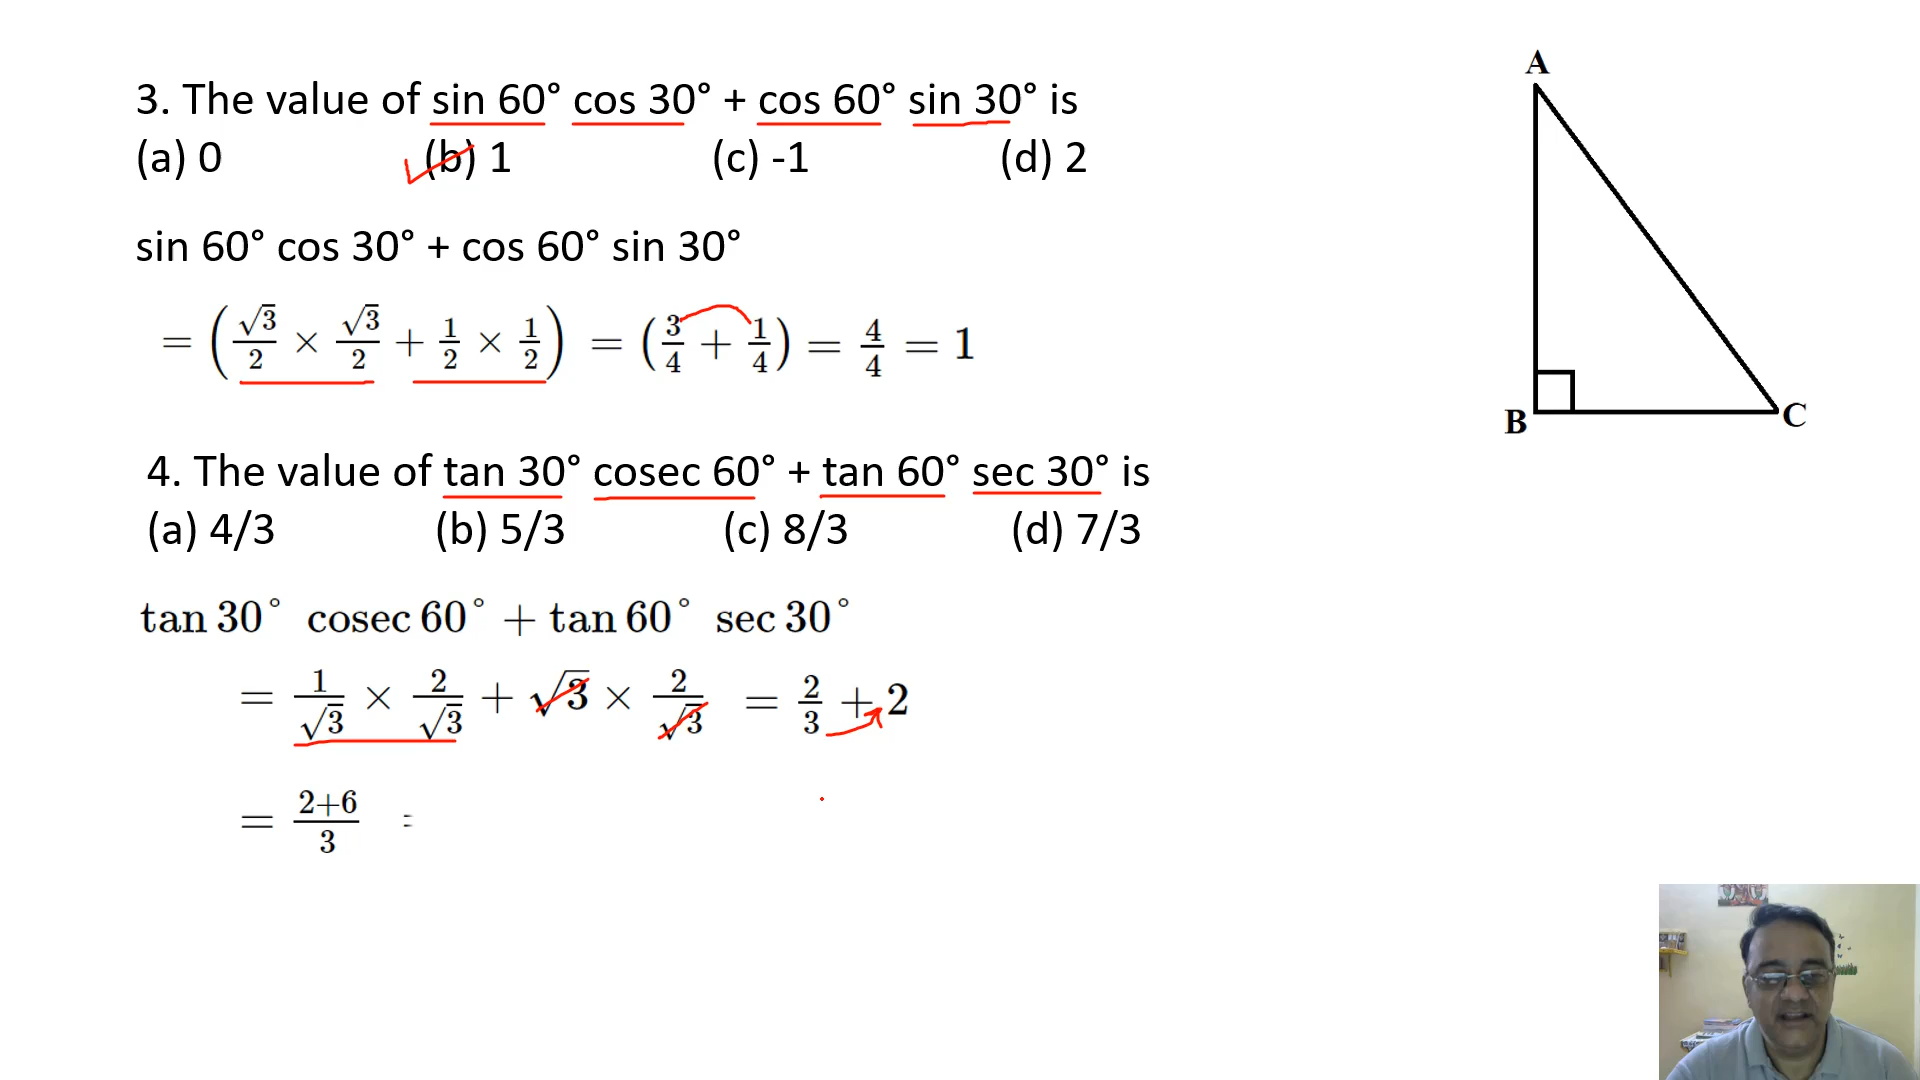 3. The value of sin 60° cos 30° + cos 60° sin 30° is
(a) 0 (b) 1 (c) -1 (d) 2
sin 60° cos 30° + cos 60° sin 30°
= (√3/2 × √3/2 + 1/2 × 1/2) = (3/4 + 1/4) = 4/4 = 1
4. The value of tan 30° cosec 60° + tan 60° sec 30° is
(a) 4/3 (b) 5/3 (c) 8/3 (d) 7/3
tan 30° cosec 60° + tan 60° sec 30°
= 1/√3 × 2/√3 + √3 × 2/√3 = 2/3 + 2
= 2+6/3 =
A
B
C